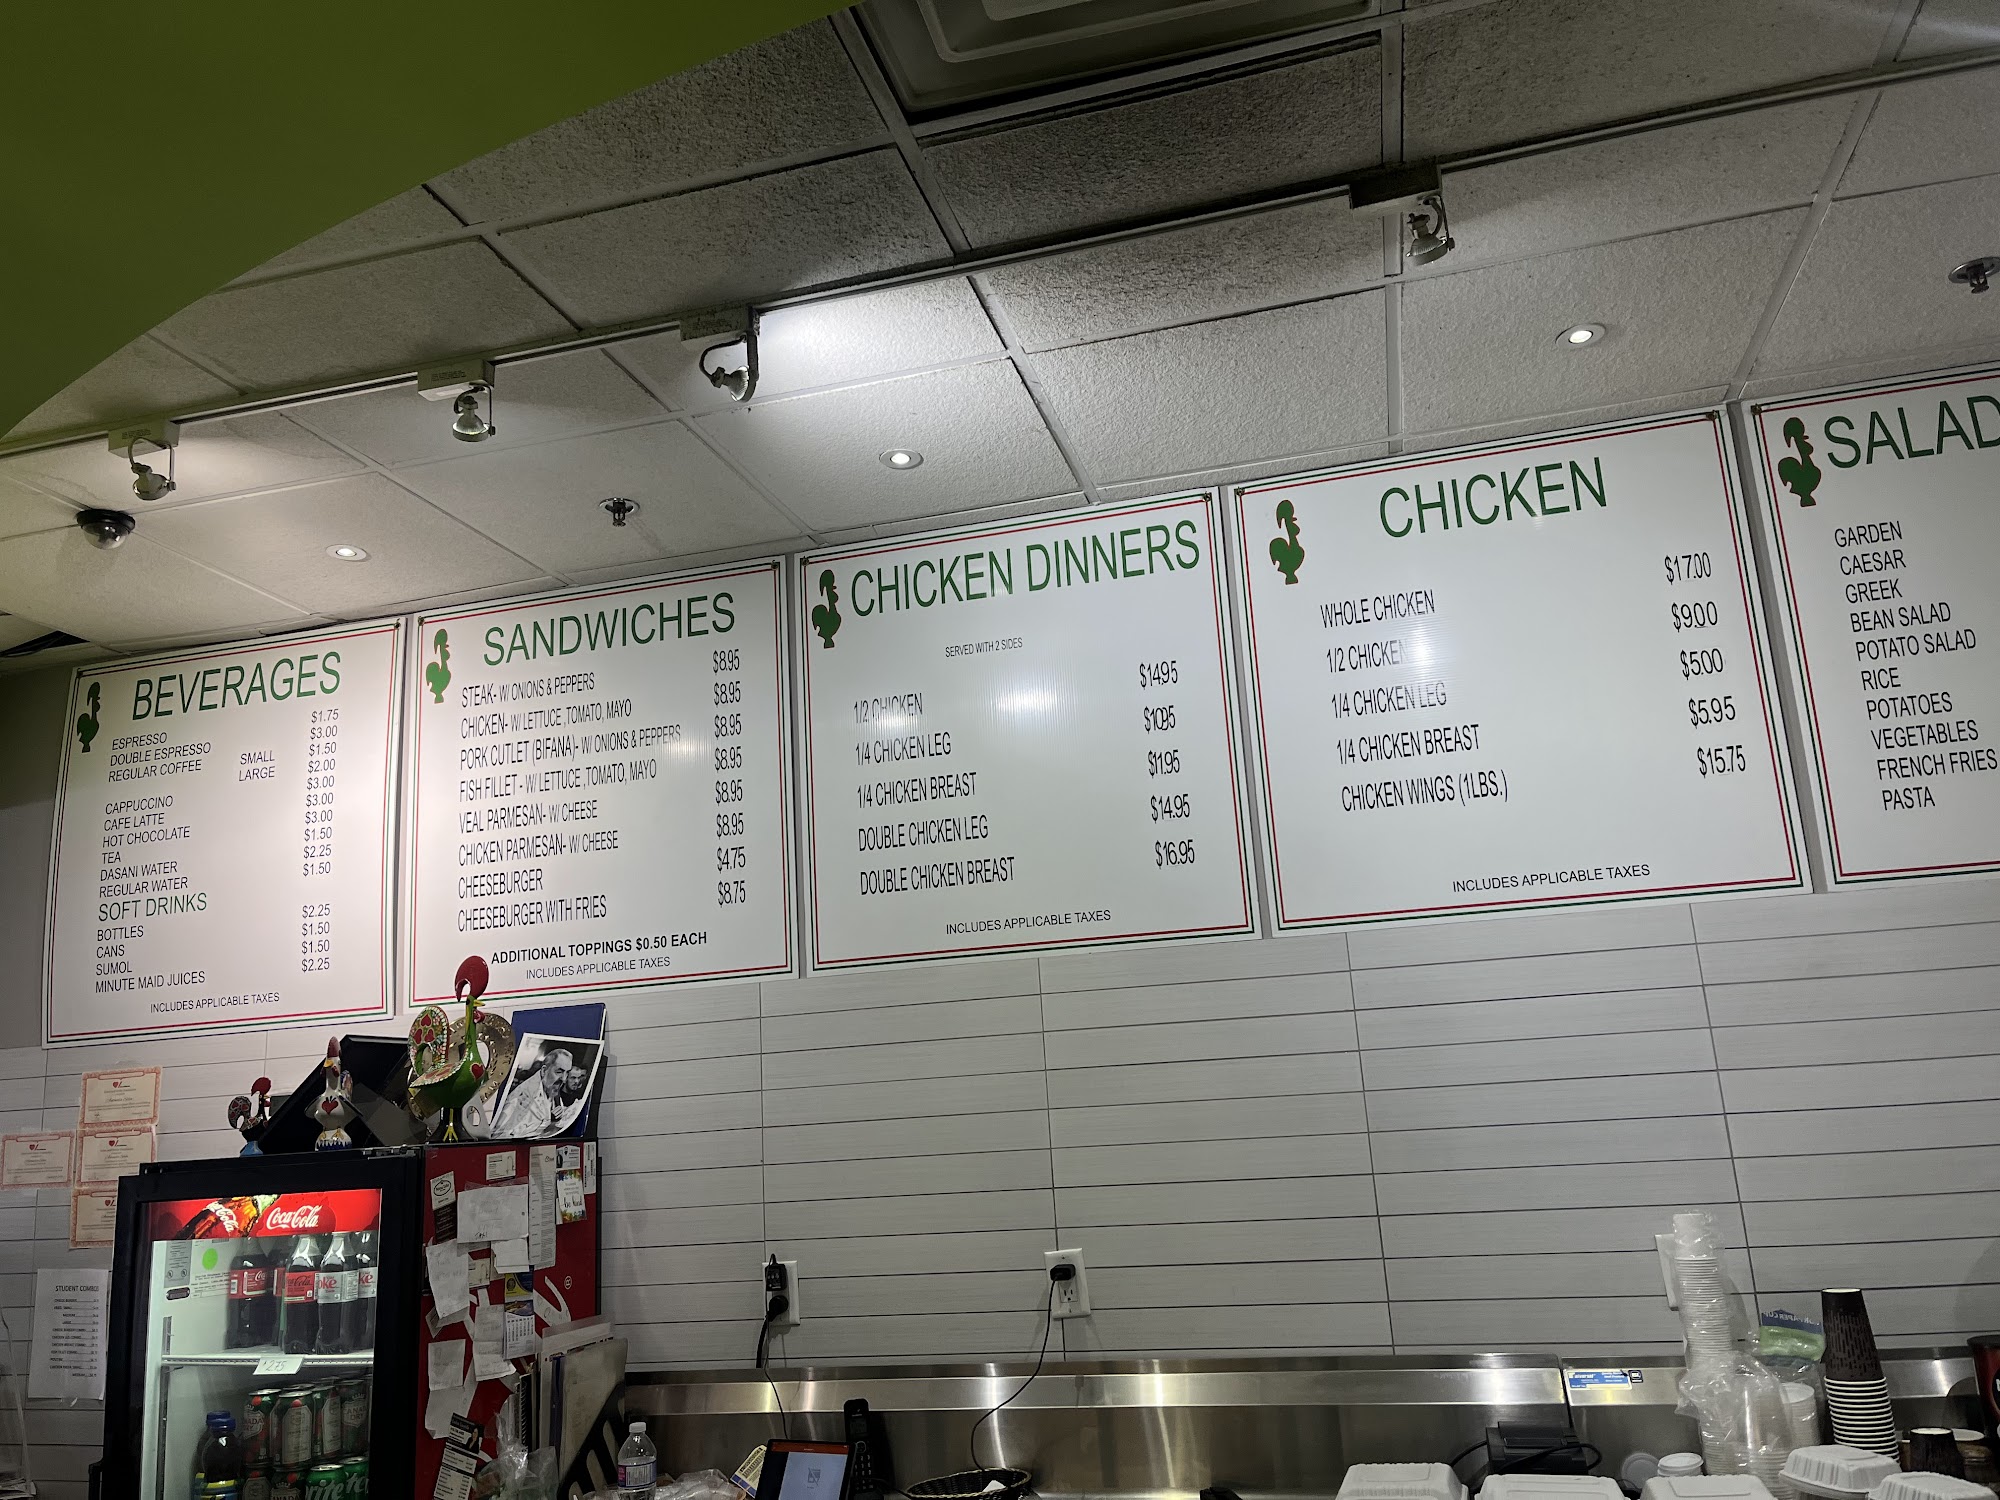 BEVERAGES
ESPRESSO $1.75
DOUBLE ESPRESSO $3.00
REGULAR COFFEE SMALL $1.50
LARGE $2.00
CAPPUCCINO $3.00
CAFE LATTE $3.00
HOT CHOCOLATE $3.00
TEA $1.50
DASANI WATER $2.25
REGULAR WATER $1.50
SOFT DRINKS
BOTTLES $2.25
CANS $1.50
SUMOL $1.50
MINUTE MAID JUICES $2.25
INCLUDES APPLICABLE TAXES
SANDWICHES
STEAK- W/ ONIONS & PEPPERS $8.95
CHICKEN- W/ LETTUCE ,TOMATO, MAYO $8.95
PORK CUTLET (BIFANA)- W/ ONIONS & PEPPERS $8.95
FISH FILLET - W/ LETTUCE ,TOMATO, MAYO $8.95
VEAL PARMESAN- W/ CHEESE $8.95
CHICKEN PARMESAN- W/ CHEESE $8.95
CHEESEBURGER $4.75
CHEESEBURGER WITH FRIES $8.75
ADDITIONAL TOPPINGS $0.50 EACH
INCLUDES APPLICABLE TAXES
CHICKEN DINNERS
SERVED WITH 2 SIDES
1/2 CHICKEN $14.95
1/4 CHICKEN LEG $10.95
1/4 CHICKEN BREAST $11.95
DOUBLE CHICKEN LEG $14.95
DOUBLE CHICKEN BREAST $16.95
INCLUDES APPLICABLE TAXES
CHICKEN
WHOLE CHICKEN $17.00
1/2 CHICKEN $9.00
1/4 CHICKEN LEG $5.00
1/4 CHICKEN BREAST $5.95
CHICKEN WINGS (1LBS.) $15.75
INCLUDES APPLICABLE TAXES
SALAD
GARDEN
CAESAR
GREEK
BEAN SALAD
POTATO SALAD
RICE
POTATOES
VEGETABLES
FRENCH FRIES
PASTA
Coca-Cola
STUDENT COMBO
$2.75